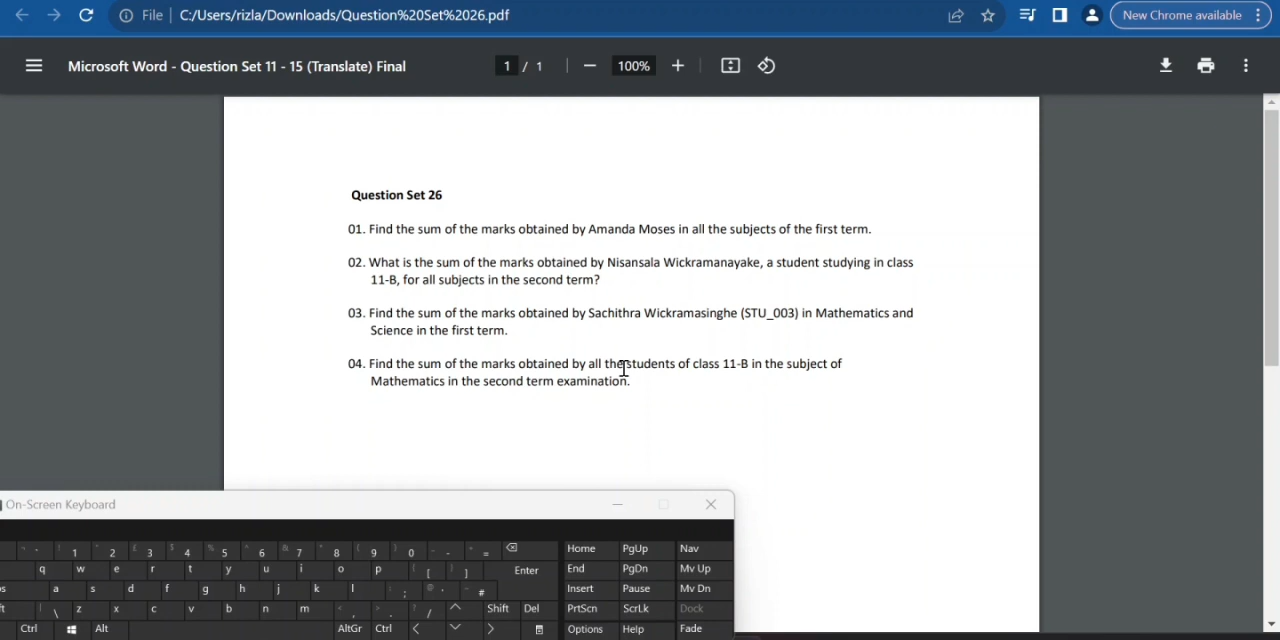 File C:/Users/rizla/Downloads/Question%20Set%2026.pdf New Chrome available
Microsoft Word - Question Set 11 - 15 (Translate) Final 1 / 1 100%
Question Set 26
01. Find the sum of the marks obtained by Amanda Moses in all the subjects of the first term.
02. What is the sum of the marks obtained by Nisansala Wickramanayake, a student studying in class
11-B, for all subjects in the second term?
03. Find the sum of the marks obtained by Sachithra Wickramasinghe (STU_003) in Mathematics and
Science in the first term.
04. Find the sum of the marks obtained by all the students of class 11-B in the subject of
Mathematics in the second term examination.
On-Screen Keyboard
1 2 3 4 5 6 7 8 9 0 - = Home PgUp Nav
q w e r t y u i o p [ ] Enter End PgDn Mv Up
a s d f g h j k l ; ' # Insert Pause Mv Dn
\ z x c v b n m , . / Shift Del PrtScn ScrLk Dock
Ctrl Alt AltGr Ctrl Options Help Fade